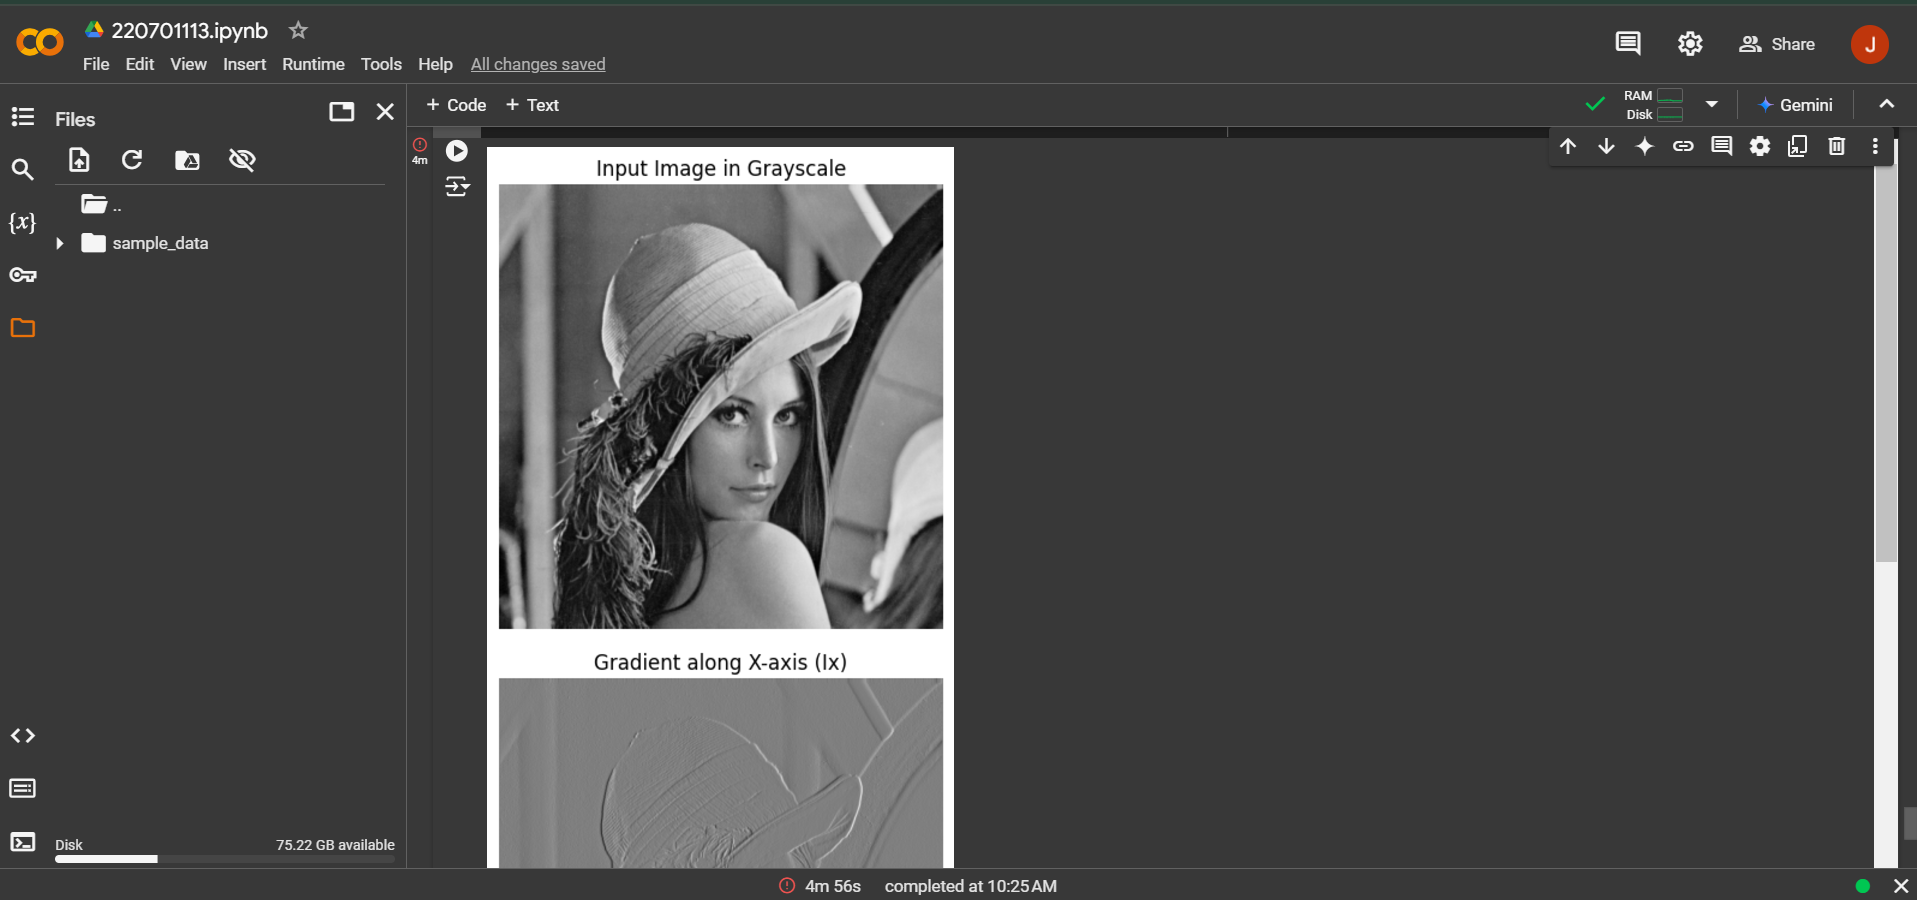 220701113.ipynb
File Edit View Insert Runtime Tools Help All changes saved
Share
J
Files
+ Code + Text
RAM
Disk
Gemini
4m
..
{x}
sample_data
Input Image in Grayscale
Gradient along X-axis (Ix)
Disk 75.22 GB available
4m 56s completed at 10:25 AM